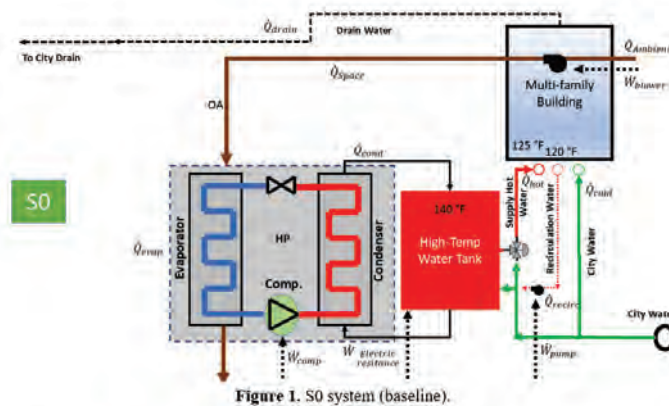 Q̇drain
Drain Water
To City Drain
Q̇Space
Q̇Ambient
Ẇblower
Multi-family
Building
OA
125 °F
120 °F
S0
Q̇cond
Q̇hot
Q̇cold
Supply Hot
Water
Recirculation Water
City Water
140 °F
High-Temp
Water Tank
Evaporator
HP
Condenser
Q̇evap
Comp.
Q̇recirc
City Water
Ẇcomp
Ẇ Electric
resistance
Ẇpump
Figure 1. S0 system (baseline).